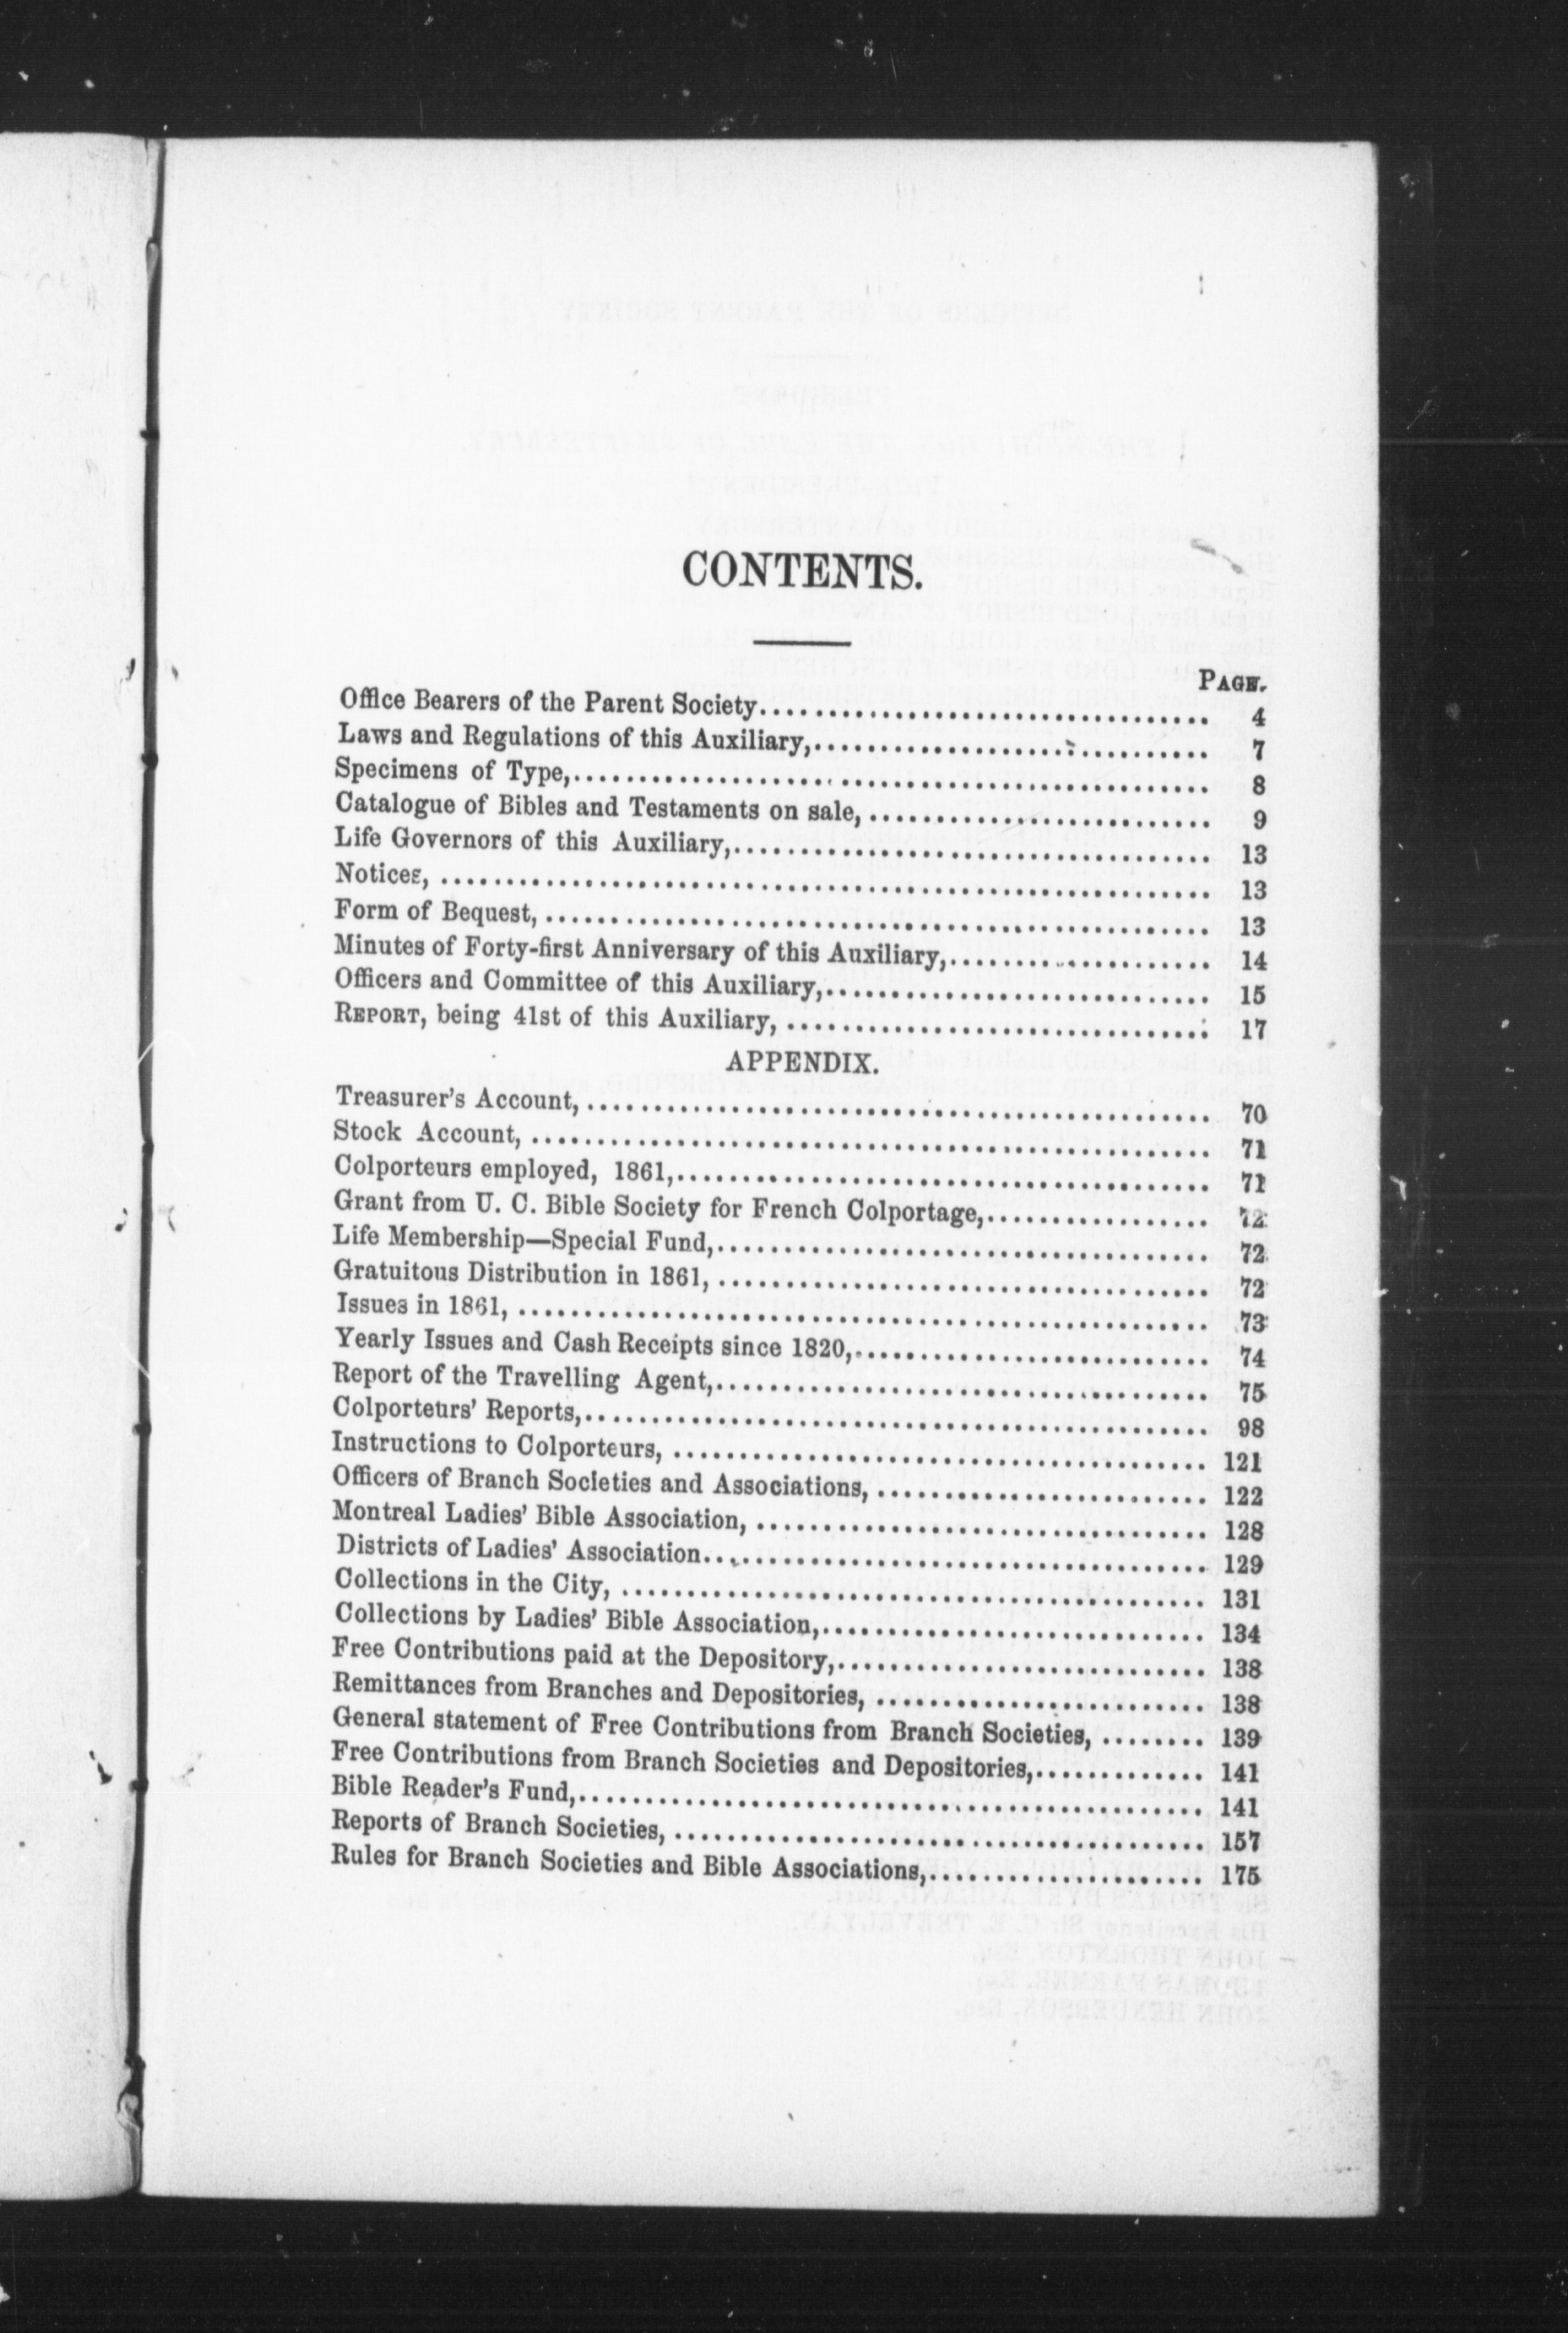 CONTENTS.
PAGE.
Office Bearers of the Parent Society.................................. 4
Laws and Regulations of this Auxiliary,.............................. 7
Specimens of Type,................................................ 8
Catalogue of Bibles and Testaments on sale, .......................... 9
Life Governors of this Auxiliary,.................................... 13
Notices, .......................................................... 13
Form of Bequest, .................................................. 13
Minutes of Forty-first Anniversary of this Auxiliary,.................... 14
Officers and Committee of this Auxiliary,............................. 15
REPORT, being 41st of this Auxiliary, ................................ 17
APPENDIX.
Treasurer's Account, ............................................... 70
Stock Account, ................................................... 71
Colporteurs employed, 1861,........................................ 71
Grant from U. C. Bible Society for French Colportage,................. 72
Life Membership—Special Fund,..................................... 72
Gratuitous Distribution in 1861, ..................................... 72
Issues in 1861, .................................................... 73
Yearly Issues and Cash Receipts since 1820,........................... 74
Report of the Travelling Agent,..................................... 75
Colporteurs' Reports,............................................... 98
Instructions to Colporteurs, ........................................ 121
Officers of Branch Societies and Associations, ......................... 122
Montreal Ladies' Bible Association, .................................. 128
Districts of Ladies' Association...................................... 129
Collections in the City, ............................................ 131
Collections by Ladies' Bible Association,............................. 134
Free Contributions paid at the Depository,............................ 138
Remittances from Branches and Depositories, ......................... 138
General statement of Free Contributions from Branch Societies, ........ 139
Free Contributions from Branch Societies and Depositories,............. 141
Bible Reader's Fund,............................................... 141
Reports of Branch Societies, ........................................ 157
Rules for Branch Societies and Bible Associations,..................... 175